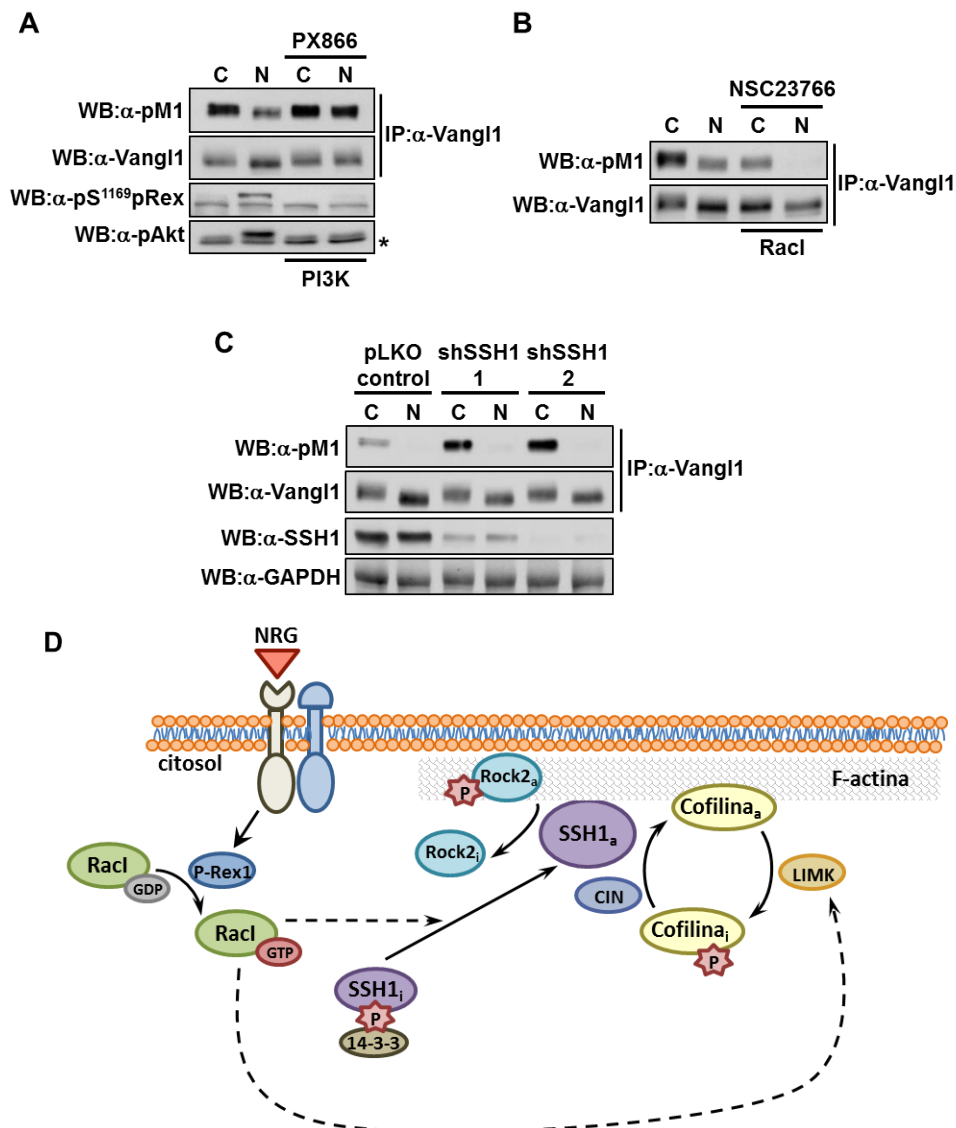 A
PX866
C N C N
WB:α-pM1
WB:α-Vangl1
IP:α-Vangl1
WB:α-pS1169pRex
WB:α-pAkt
*
PI3K
B
NSC23766
C N C N
WB:α-pM1
WB:α-Vangl1
IP:α-Vangl1
RacI
C
pLKO control
shSSH1 1
shSSH1 2
C N C N C N
WB:α-pM1
WB:α-Vangl1
IP:α-Vangl1
WB:α-SSH1
WB:α-GAPDH
D
NRG
citosol
F-actina
Rock2a
P
Rock2i
SSH1a
Cofilinaa
LIMK
CIN
Cofilinai
P
RacI
GDP
P-Rex1
RacI
GTP
SSH1i
P
14-3-3